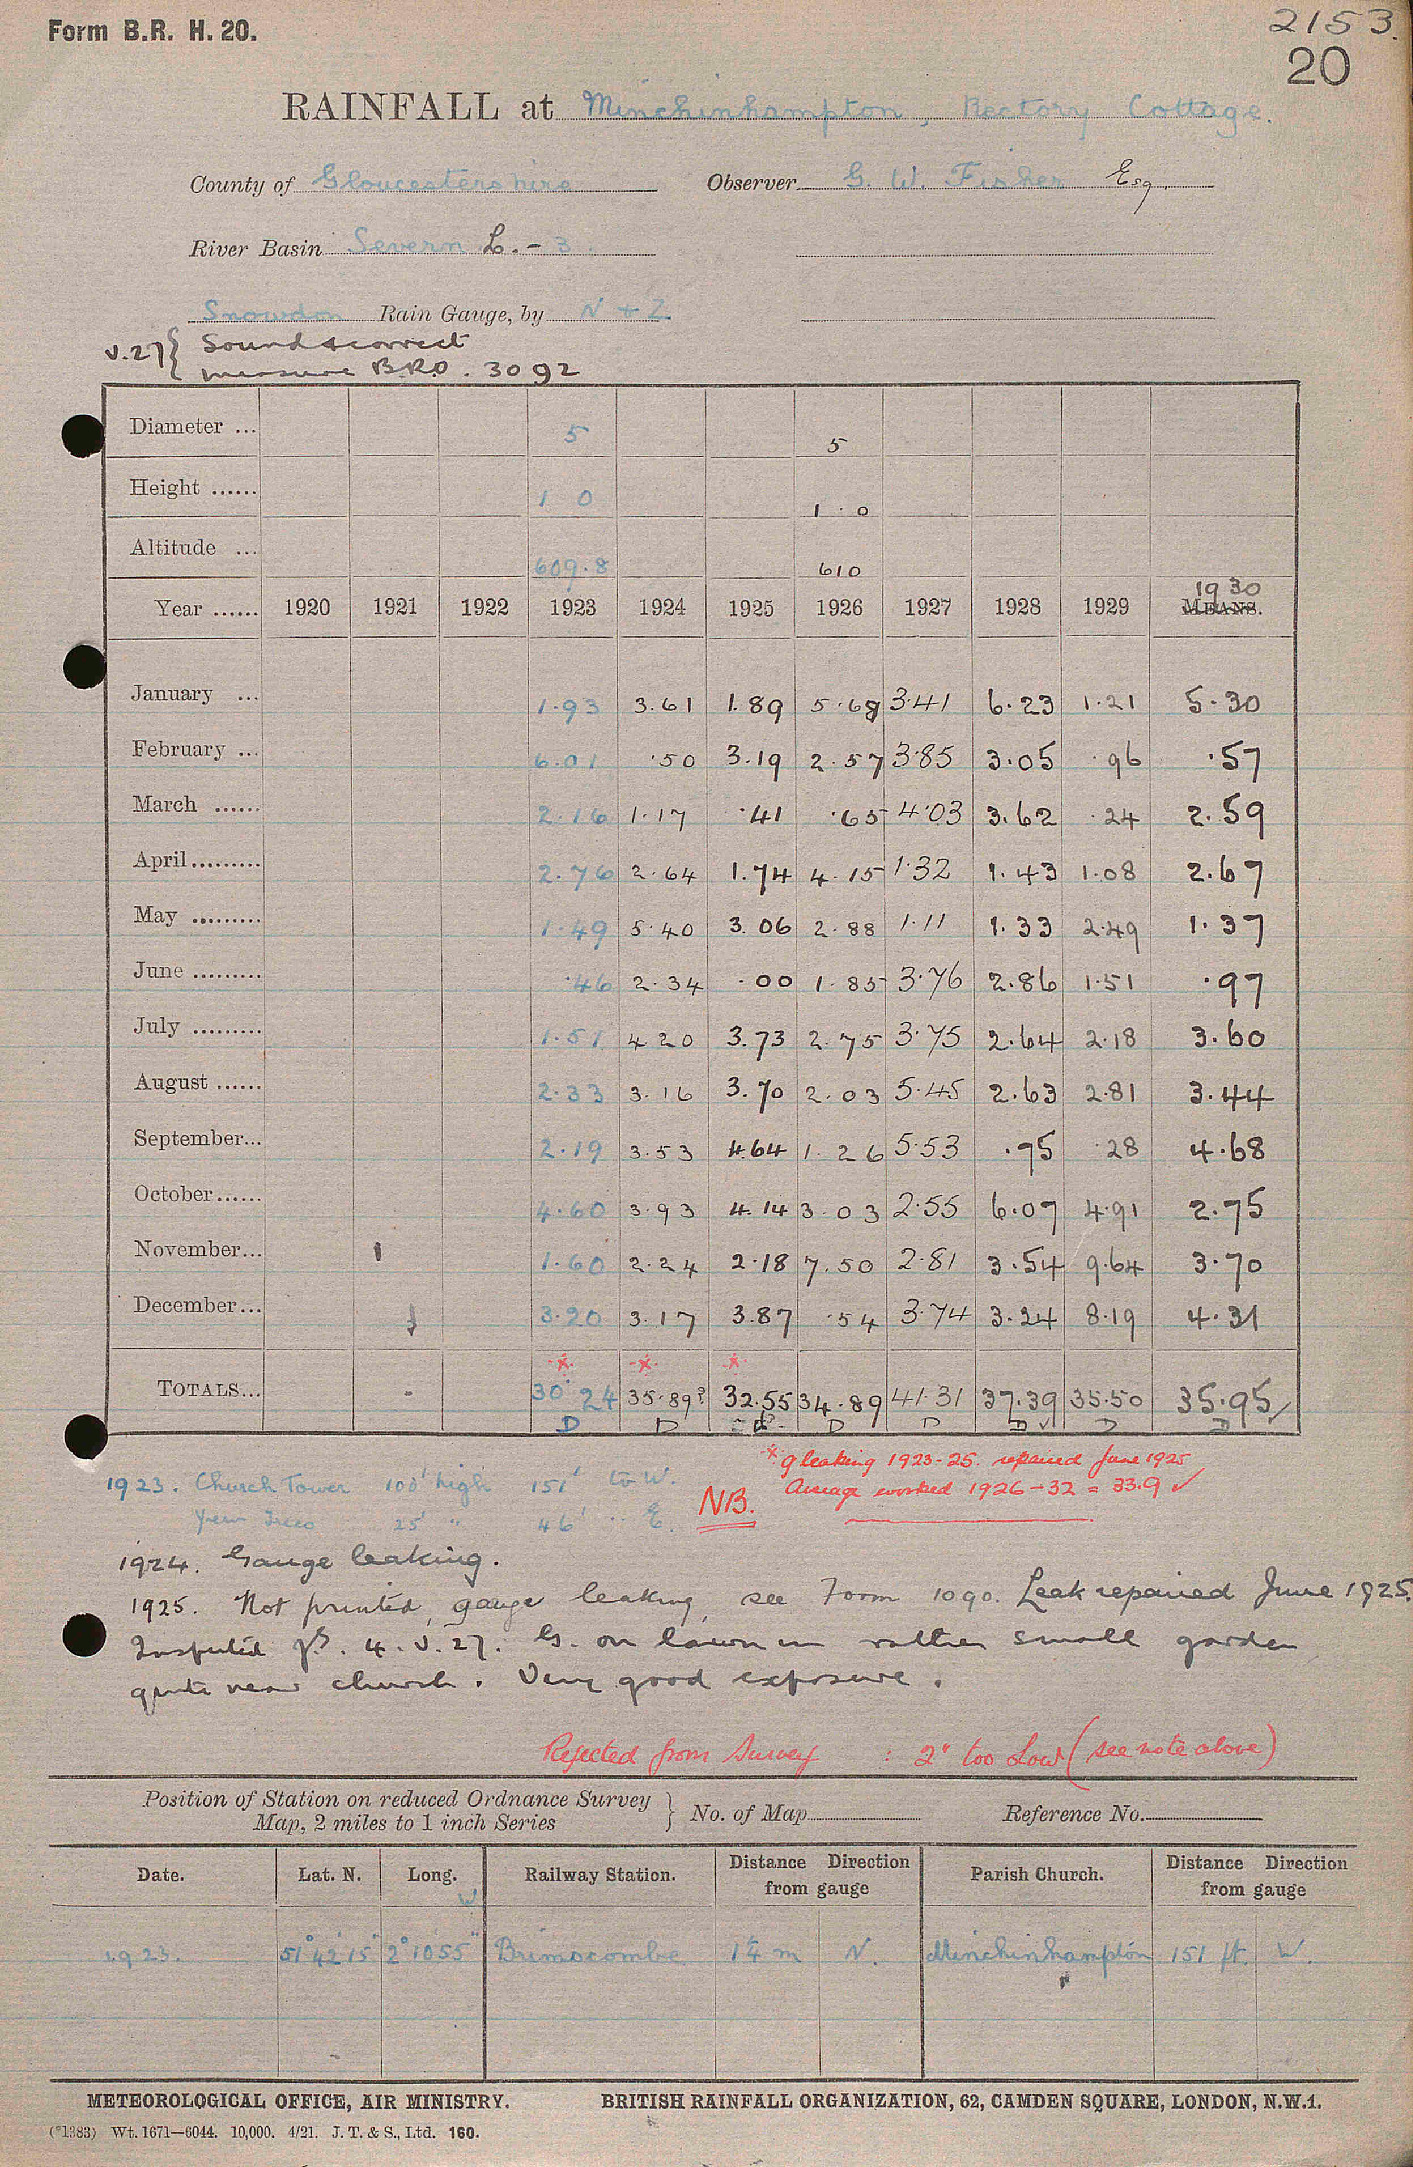 Form B.R. H. 20.
2153.
20
RAINFALL at Minchinhampton, Rectory Cottage.
County of Gloucestershire Observer G. W. Fisher Esq.
River Basin Severn L. - 3.
Snowdon Rain Gauge, by N + Z.
V.27 { Sound & correct
measure B.R.O. 3092
Diameter ... 5 5
Height ...... 1 0 1 . 0
Altitude ... 609.8 610
1930
Year ...... 1920 1921 1922 1923 1924 1925 1926 1927 1928 1929 MEANS.
January ... 1.93 3.61 1.89 5.68 3.41 6.23 1.21 5.30
February ... 6.01 .50 3.19 2.57 3.85 3.05 .96 .57
March ...... 2.16 1.17 .41 .65 4.03 3.62 .24 2.59
April......... 2.76 2.64 1.74 4.15 1.32 1.43 1.08 2.67
May ......... 1.49 5.40 3.06 2.88 1.11 1.33 2.49 1.37
June ......... .46 2.34 .00 1.85 3.76 2.86 1.51 .97
July ......... 1.51 4 20 3.73 2.75 3.75 2.64 2.18 3.60
August ...... 2.33 3.16 3.70 2.03 5.45 2.63 2.81 3.44
September... 2.19 3.53 4.64 1.26 5.53 .95 .28 4.68
October...... 4.60 3.93 4.14 3.03 2.55 6.07 4.91 2.75
November... 1.60 2.24 2.18 7.50 2.81 3.54 9.64 3.70
December... 3.20 3.17 3.87 .54 3.74 3.24 8.19 4.31
* * *
TOTALS... 30.24 35.89? 32.55 34.89 41.31 37.39 35.50 35.95 ✓
D D D D D ✓ D D
* g leaking 1923-25. repaired June 1925
1923. Church Tower 100' high 151' to W.
NB. Average worked 1926-32 = 33.9 ✓
Yew Trees 25' " 46' " E.
1924. Gauge leaking.
1925. Not printed, gauge leaking, see Form 1090. Leak repaired June 1925.
Inspected 4.V.27. G. on lawn in rather small garden
quite near church. Very good exposure.
Rejected from Survey : 2" too Low (see note above)
Position of Station on reduced Ordnance Survey
Map, 2 miles to 1 inch Series } No. of Map Reference No.
Date. Lat. N. Long. W Railway Station. Distance Direction from gauge Parish Church. Distance Direction from gauge
1923. 51° 42' 15" 2° 10' 55" Brimscombe 1¼ m N. Minchinhampton 151 ft. W.
METEOROLOGICAL OFFICE, AIR MINISTRY. BRITISH RAINFALL ORGANIZATION, 62, CAMDEN SQUARE, LONDON, N.W.1.
(*1383) Wt. 1671—6044. 10,000. 4/21. J. T. & S., Ltd. 160.